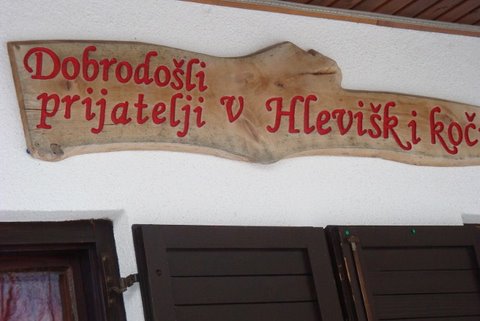 Dobrodošli
prijatelji v Hleviški koč